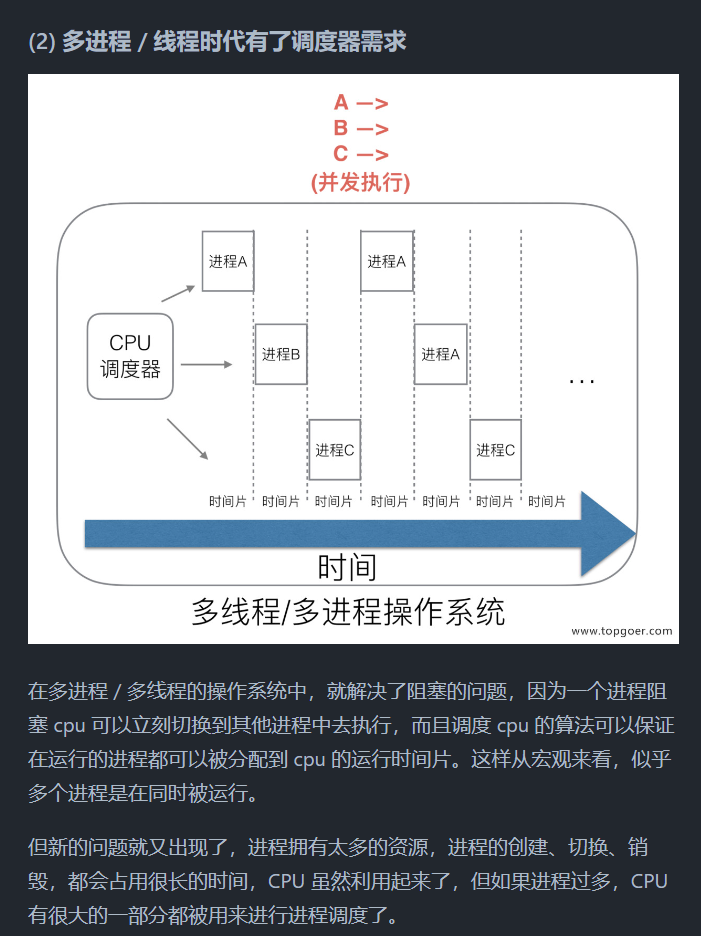 (2) 多进程 / 线程时代有了调度器需求
A —>
B —>
C —>
(并发执行)
进程A
进程A
CPU
调度器
进程B
进程A
...
进程C
进程C
时间片
时间片
时间片
时间片
时间片
时间片
时间片
时间
多线程/多进程操作系统
www.topgoer.com
在多进程 / 多线程的操作系统中，就解决了阻塞的问题，因为一个进程阻
塞 cpu 可以立刻切换到其他进程中去执行，而且调度 cpu 的算法可以保证
在运行的进程都可以被分配到 cpu 的运行时间片。这样从宏观来看，似乎
多个进程是在同时被运行。
但新的问题就又出现了，进程拥有太多的资源，进程的创建、切换、销
毁，都会占用很长的时间，CPU 虽然利用起来了，但如果进程过多，CPU
有很大的一部分都被用来进行进程调度了。